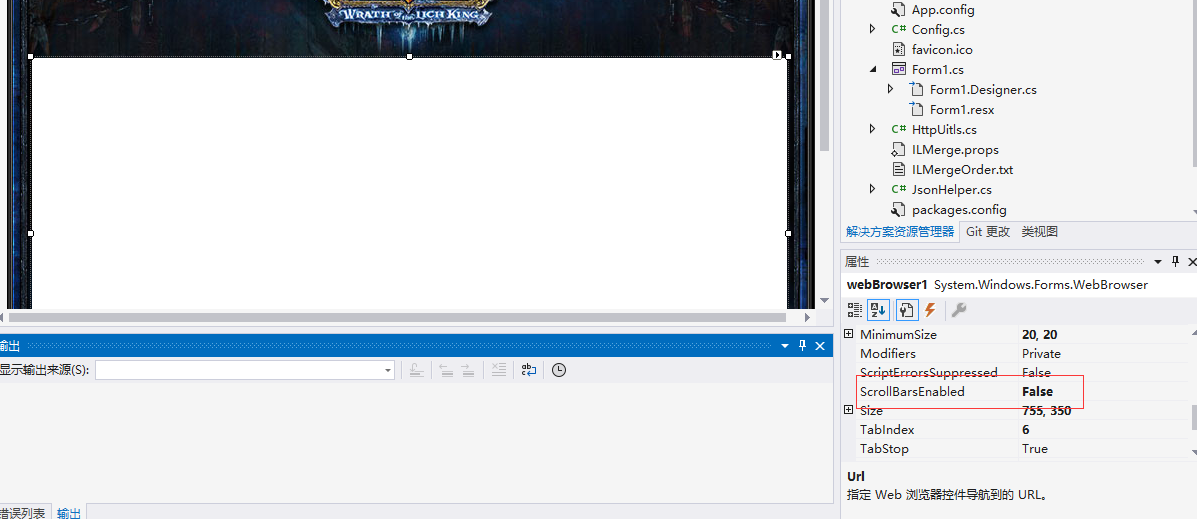 WRATH of the LICH KING
App.config
C# Config.cs
favicon.ico
Form1.cs
Form1.Designer.cs
Form1.resx
C# HttpUitls.cs
ILMerge.props
ILMergeOrder.txt
C# JsonHelper.cs
packages.config
解决方案资源管理器 Git 更改 类视图
属性
webBrowser1 System.Windows.Forms.WebBrowser
MinimumSize 20, 20
Modifiers Private
ScriptErrorsSuppressed False
ScrollBarsEnabled False
Size 755, 350
TabIndex 6
TabStop True
Url
指定 Web 浏览器控件导航到的 URL。
输出
显示输出来源(S):
错误列表 输出